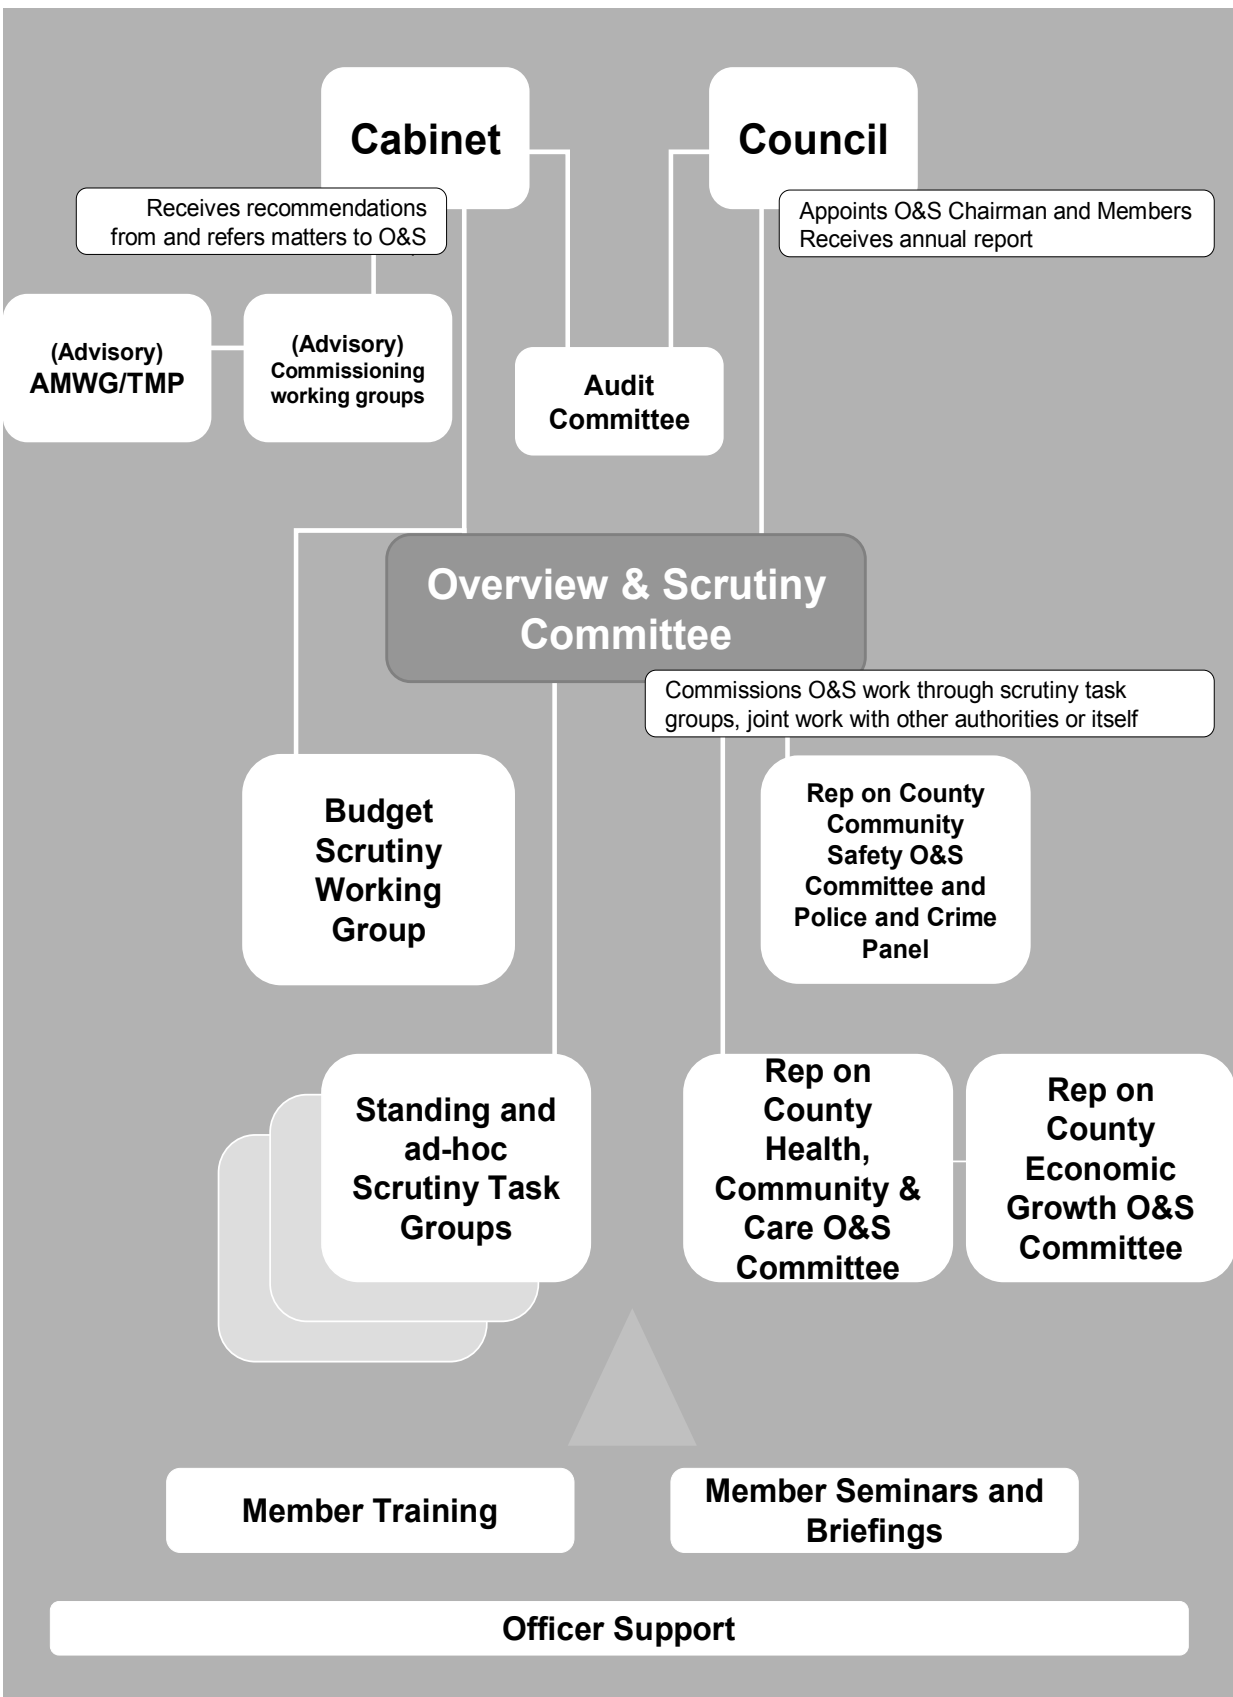 Cabinet
Council
Receives recommendations
from and refers matters to O&S
Appoints O&S Chairman and Members
Receives annual report
(Advisory)
AMWG/TMP
(Advisory)
Commissioning
working groups
Audit
Committee
Overview & Scrutiny
Committee
Commissions O&S work through scrutiny task
groups, joint work with other authorities or itself
Budget
Scrutiny
Working
Group
Rep on County
Community
Safety O&S
Committee and
Police and Crime
Panel
Standing and
ad-hoc
Scrutiny Task
Groups
Rep on
County
Health,
Community &
Care O&S
Committee
Rep on
County
Economic
Growth O&S
Committee
Member Training
Member Seminars and
Briefings
Officer Support